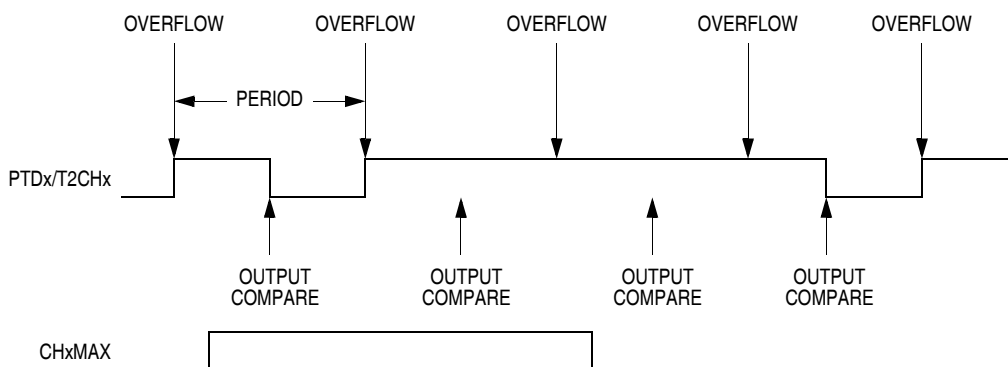 OVERFLOW OVERFLOW OVERFLOW OVERFLOW OVERFLOW
PERIOD
PTDx/T2CHx
OUTPUT OUTPUT OUTPUT OUTPUT
COMPARE COMPARE COMPARE COMPARE
CHxMAX